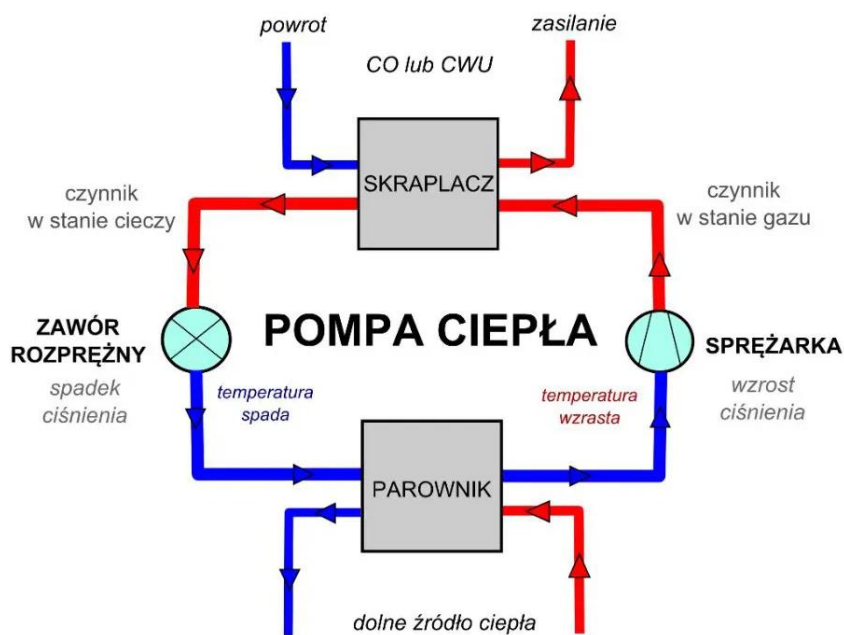 powrot
zasilanie
CO lub CWU
SKRAPLACZ
czynnik
w stanie cieczy
czynnik
w stanie gazu
ZAWÓR
ROZPRĘŻNY
POMPA CIEPŁA
SPRĘŻARKA
spadek
ciśnienia
temperatura
spada
temperatura
wzrasta
wzrost
ciśnienia
PAROWNIK
dolne źródło ciepła